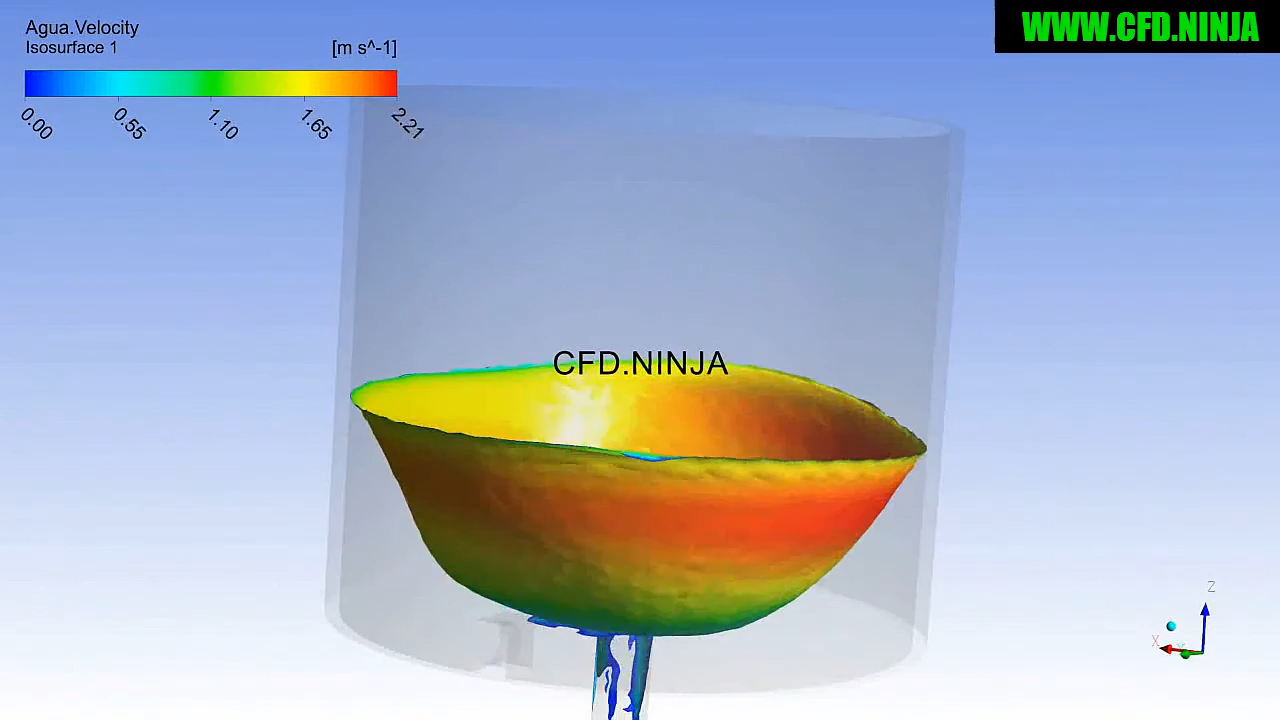 WWW.CFD.NINJA
Agua.Velocity
Isosurface 1
[m s^-1]
0.00
0.55
1.10
1.65
2.21
CFD.NINJA
Z
X
Y